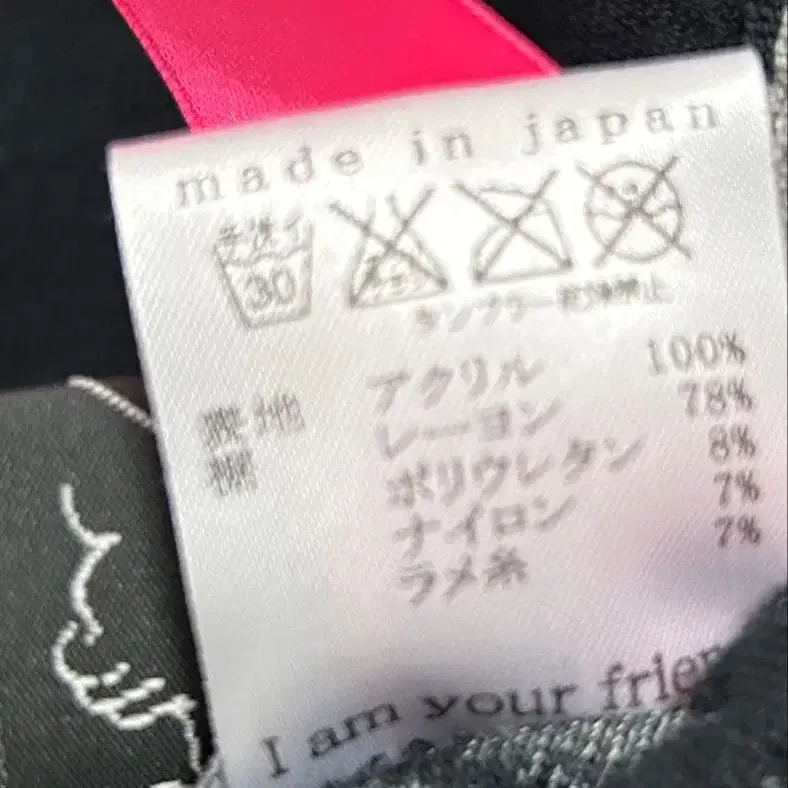 made in japan
手洗イ
30
タンブラー乾燥禁止
表地 アクリル 100%
レーヨン 78%
ポリウレタン 8%
ナイロン 7%
ラメ糸 7%
I am your